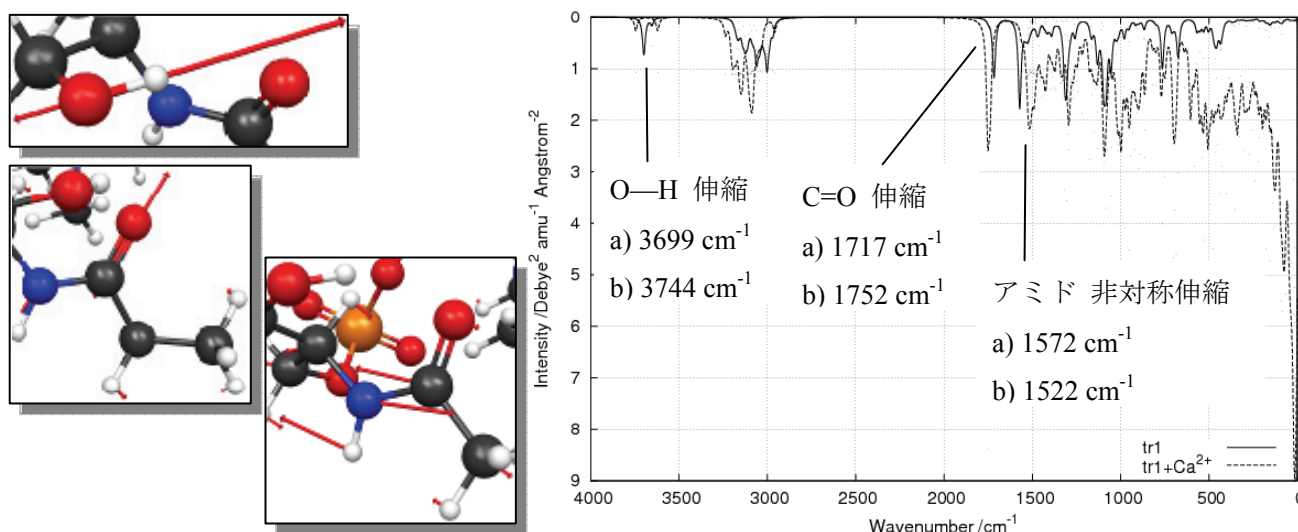 0
1
2
3
4
5
6
7
8
9
Intensity /Debye² amu⁻¹ Angstrom⁻²
O—H 伸縮
a) 3699 cm⁻¹
b) 3744 cm⁻¹
C=O 伸縮
a) 1717 cm⁻¹
b) 1752 cm⁻¹
アミド 非対称伸縮
a) 1572 cm⁻¹
b) 1522 cm⁻¹
tr1
tr1+Ca²⁺
4000 3500 3000 2500 2000 1500 1000 500 0
Wavenumber /cm⁻¹